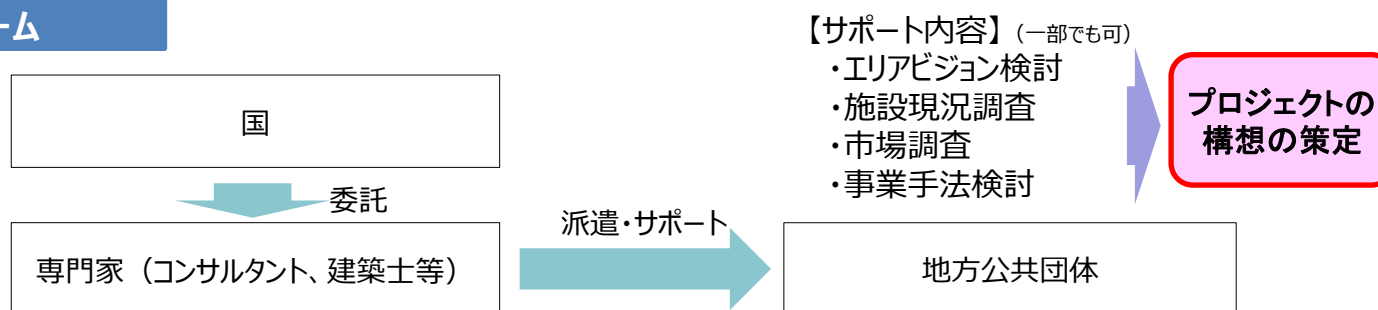 ーム
国
委託
専門家（コンサルタント、建築士等）
派遣・サポート
【サポート内容】（一部でも可）
・エリアビジョン検討
・施設現況調査
・市場調査
・事業手法検討
プロジェクトの
構想の策定
地方公共団体